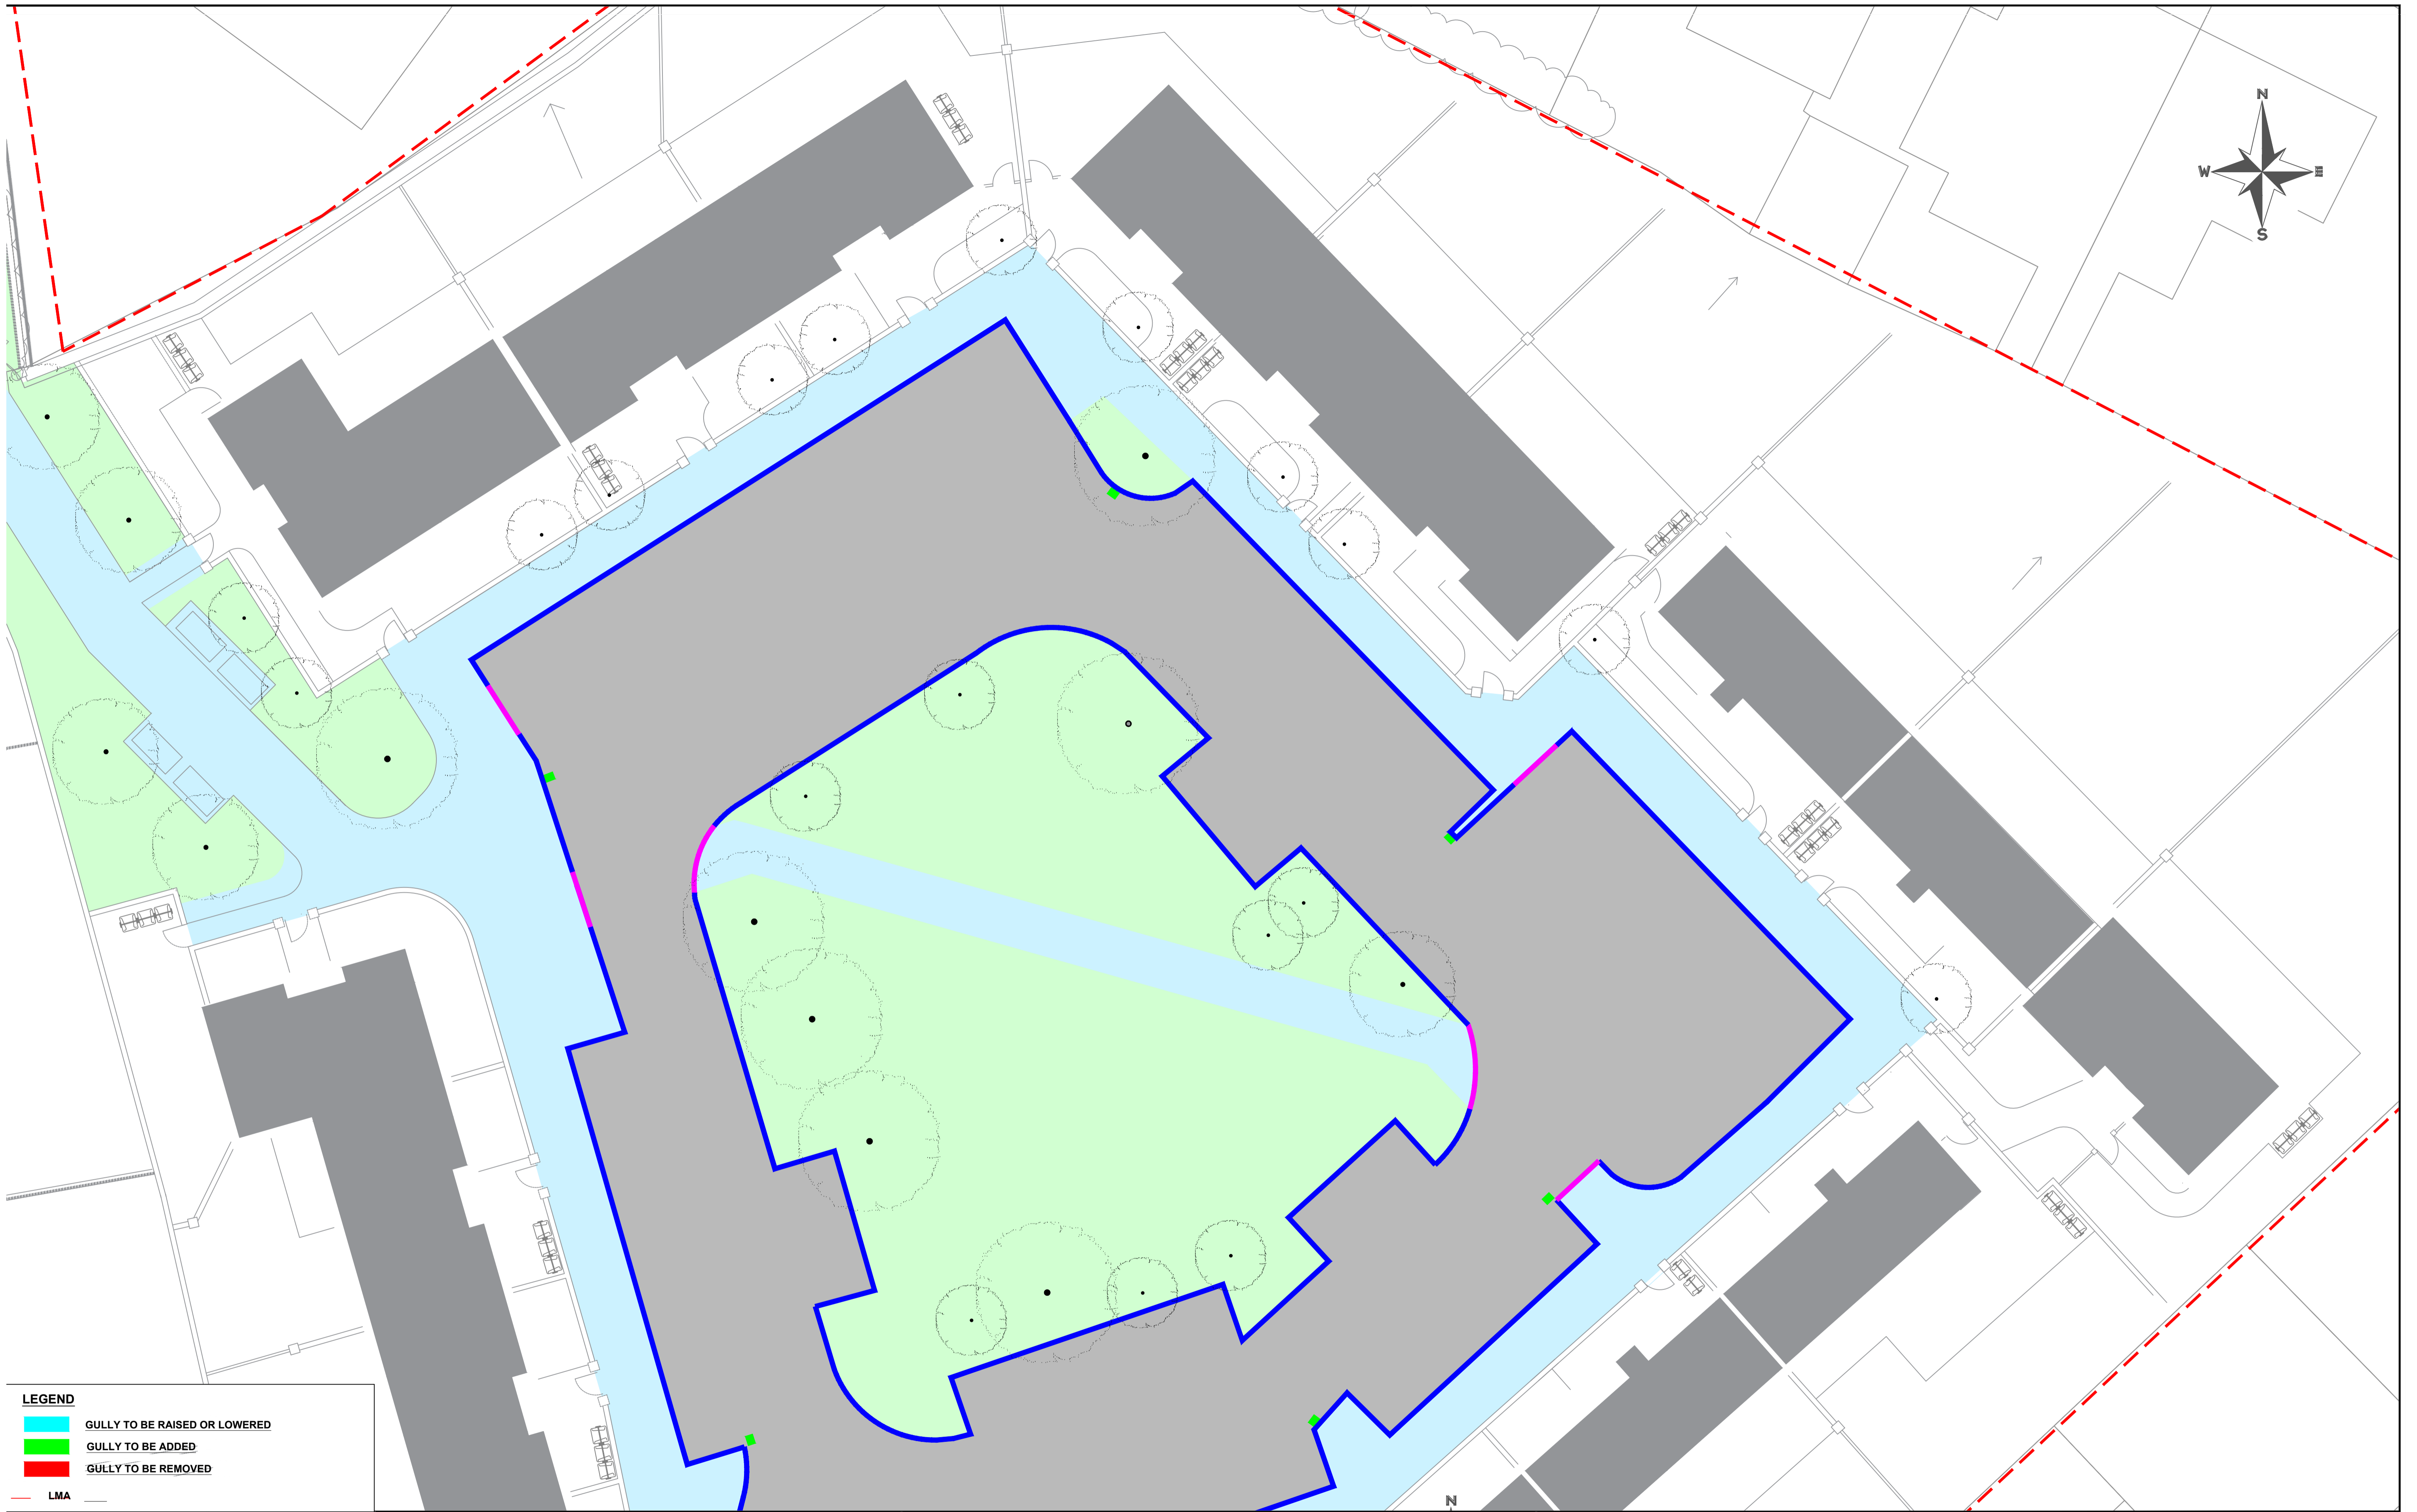 N
W E
S
LEGEND
GULLY TO BE RAISED OR LOWERED
GULLY TO BE ADDED
GULLY TO BE REMOVED
LMA
N